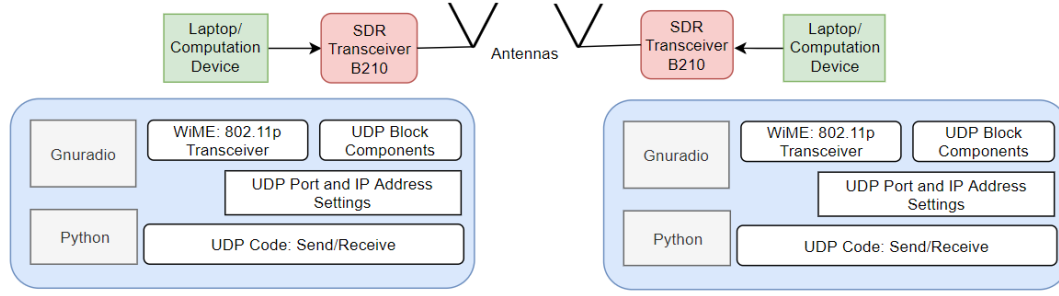 Laptop/
Computation
Device
SDR
Transceiver
B210
Antennas
SDR
Transceiver
B210
Laptop/
Computation
Device
Gnuradio
WiME: 802.11p
Transceiver
UDP Block
Components
UDP Port and IP Address
Settings
Python
UDP Code: Send/Receive
Gnuradio
WiME: 802.11p
Transceiver
UDP Block
Components
UDP Port and IP Address
Settings
Python
UDP Code: Send/Receive